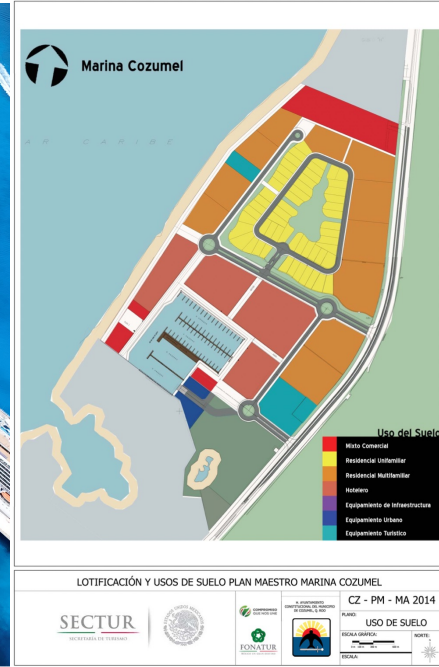 Marina Cozumel
CARIBE
Uso del Suelo
Mixto Comercial
Residencial Unifamiliar
Residencial Multifamiliar
Hotelero
Equipamiento de Infraestructura
Equipamiento Urbano
Equipamiento Turístico
LOTIFICACIÓN Y USOS DE SUELO PLAN MAESTRO MARINA COZUMEL
SECTUR
SECRETARÍA DE TURISMO
FONATUR
H. AYUNTAMIENTO
CONSTITUCIONAL DEL MUNICIPIO
DE COZUMEL, Q. ROO
CZ - PM - MA 2014
PLANO:
USO DE SUELO
ESCALA GRÁFICA:
NORTE:
ESCALA: